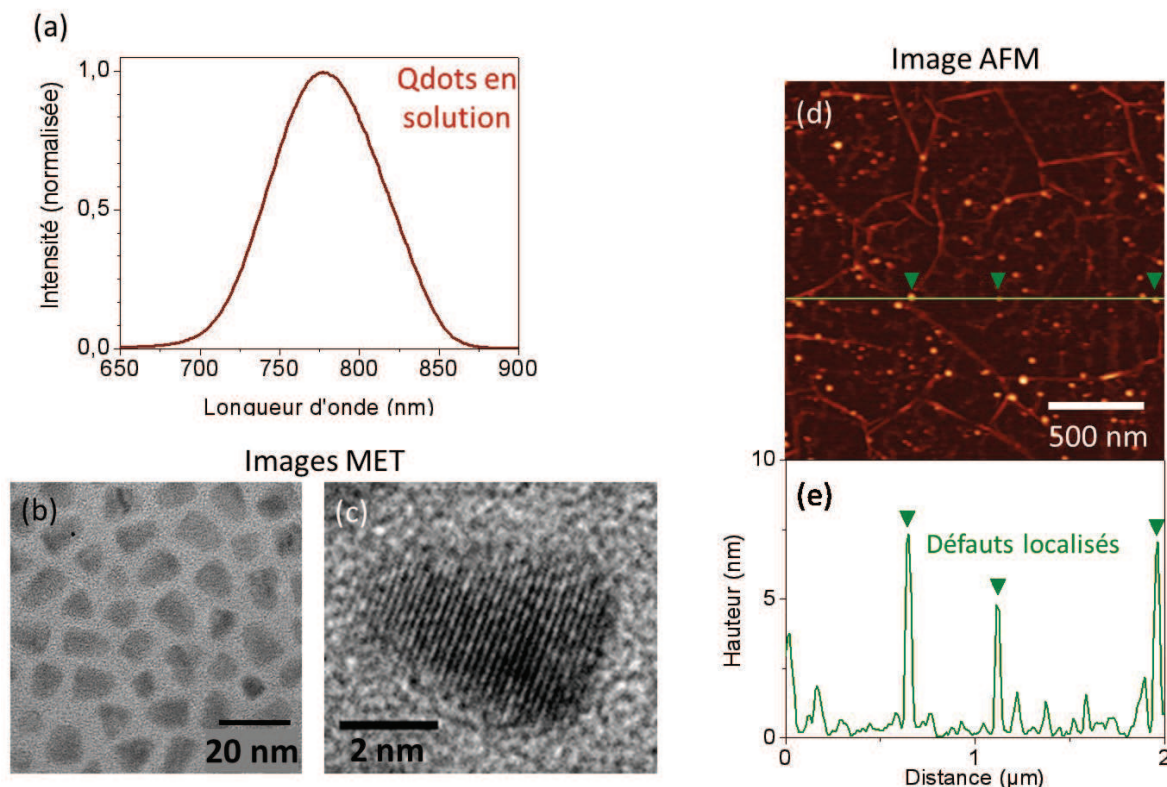 (a)
Qdots en
solution
Intensité (normalisée)
1,0
0,5
0,0
650
700
750
800
850
900
Longueur d'onde (nm)
Images MET
(b)
20 nm
(c)
2 nm
Image AFM
(d)
500 nm
(e)
Défauts localisés
Hauteur (nm)
10
5
0
0
1
2
Distance (µm)